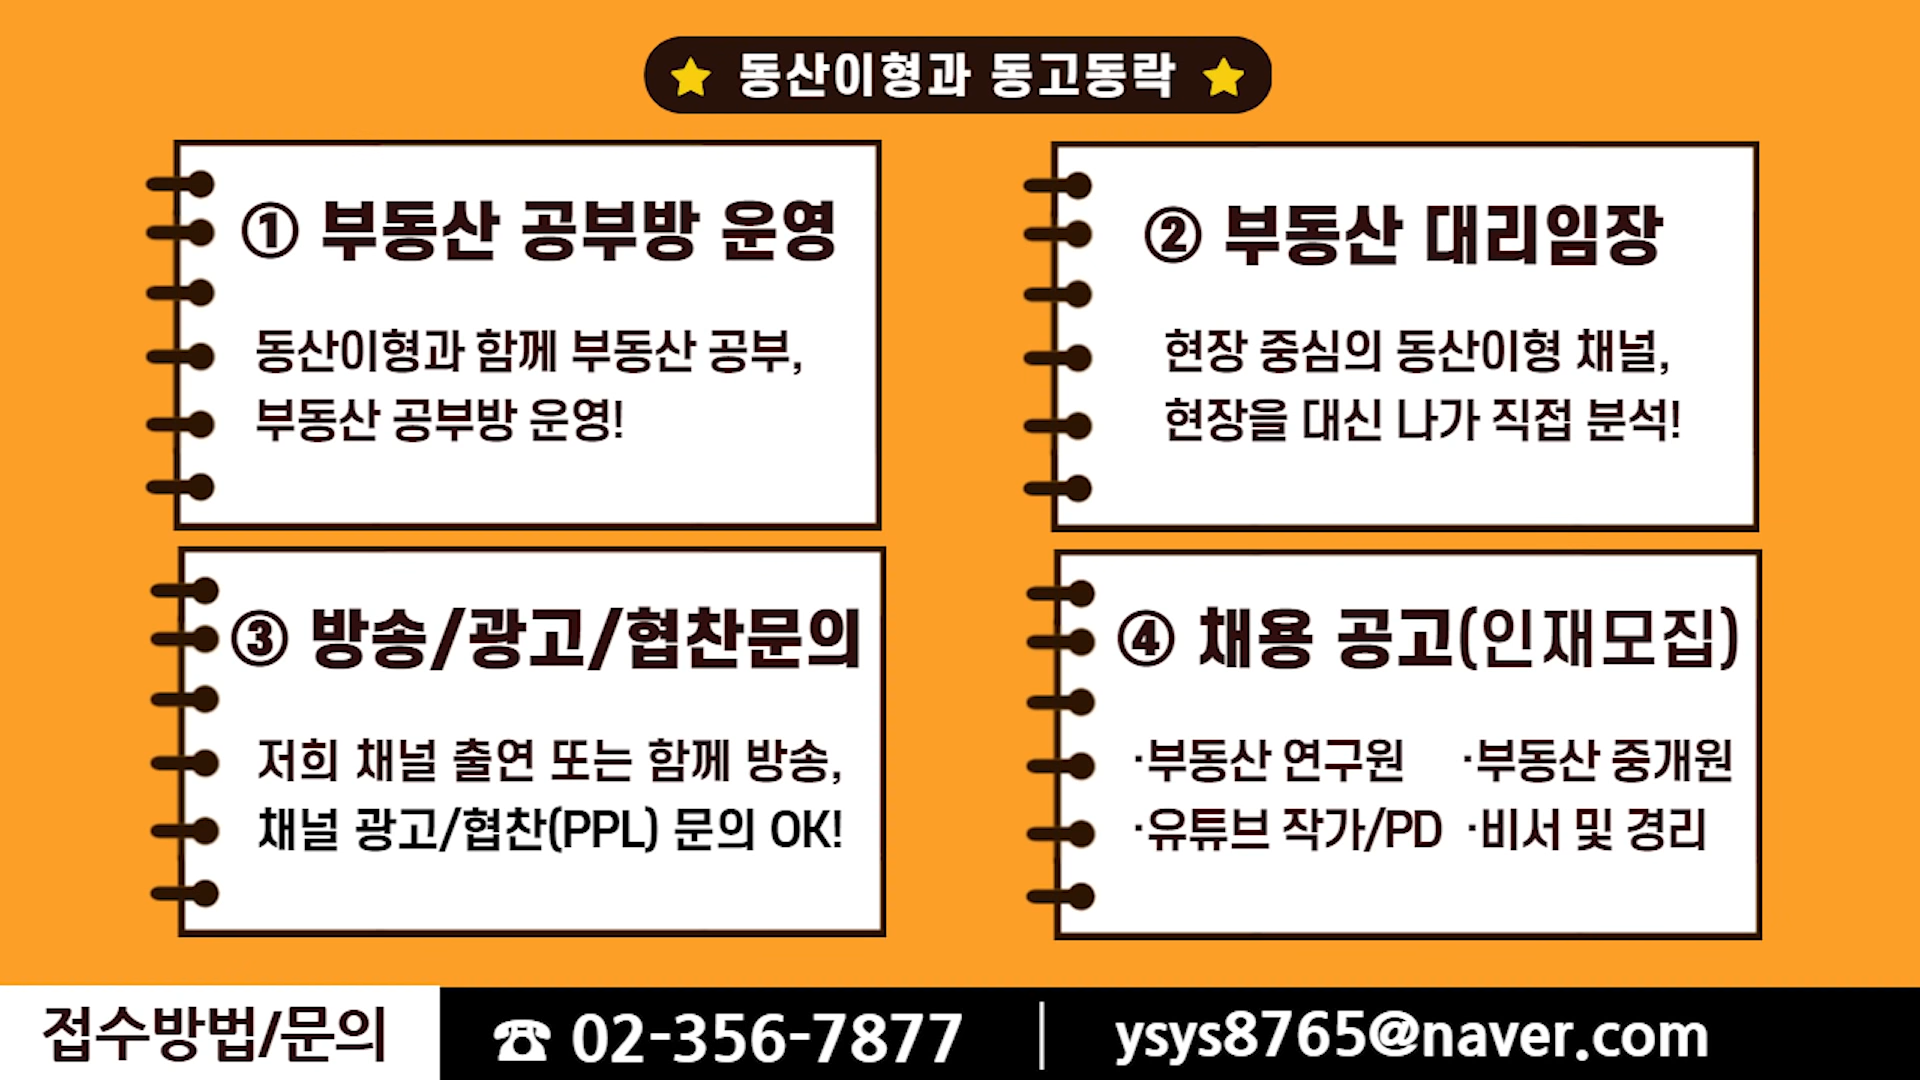 동산이형과 동고동락
① 부동산 공부방 운영
동산이형과 함께 부동산 공부,
부동산 공부방 운영!
② 부동산 대리임장
현장 중심의 동산이형 채널,
현장을 대신 나가 직접 분석!
③ 방송/광고/협찬문의
저희 채널 출연 또는 함께 방송,
채널 광고/협찬(PPL) 문의 OK!
④ 채용 공고(인재모집)
·부동산 연구원 ·부동산 중개원
·유튜브 작가/PD ·비서 및 경리
접수방법/문의 ☎ 02-356-7877 | ysys8765@naver.com